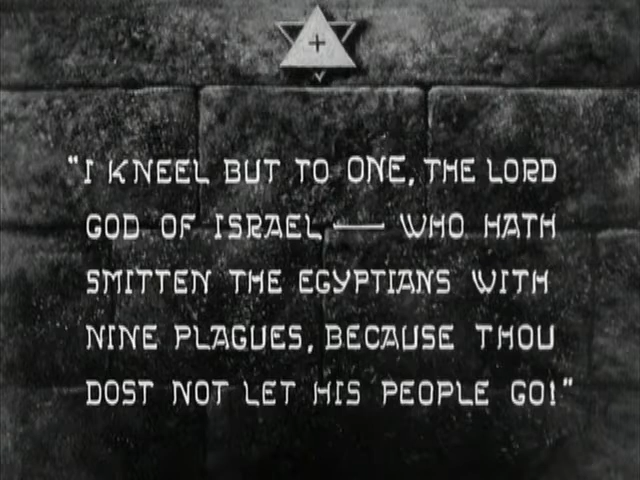 "I KNEEL BUT TO ONE, THE LORD
GOD OF ISRAEL — WHO HATH
SMITTEN THE EGYPTIANS WITH
NINE PLAGUES, BECAUSE THOU
DOST NOT LET HIS PEOPLE GO!"